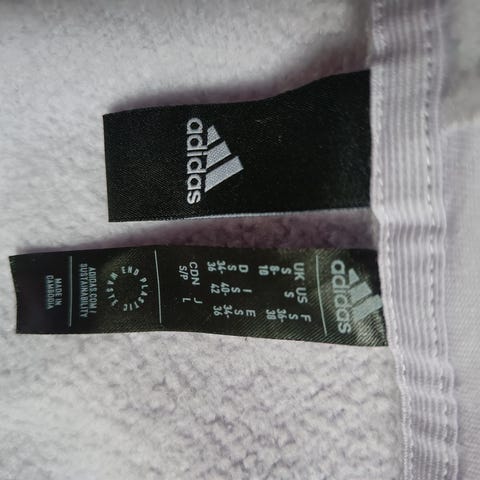 adidas
adidas
UK US F
S S S
8- 36-
10 38
D I E
S S S
34- 40- 34-
36 42 36
CDN J
S/P L
END PLASTIC WASTE
ADIDAS.COM/
SUSTAINABILITY
MADE IN
CAMBODIA